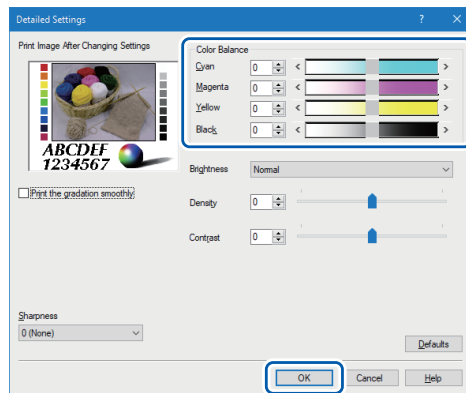 Detailed Settings ? ×
Print Image After Changing Settings
ABCDEF
1234567
Print the gradation smoothly
Sharpness
0 (None)
Color Balance
Cyan 0 < >
Magenta 0 < >
Yellow 0 < >
Black 0 < >
Brightness Normal
Density 0
Contrast 0
Defaults
OK Cancel Help